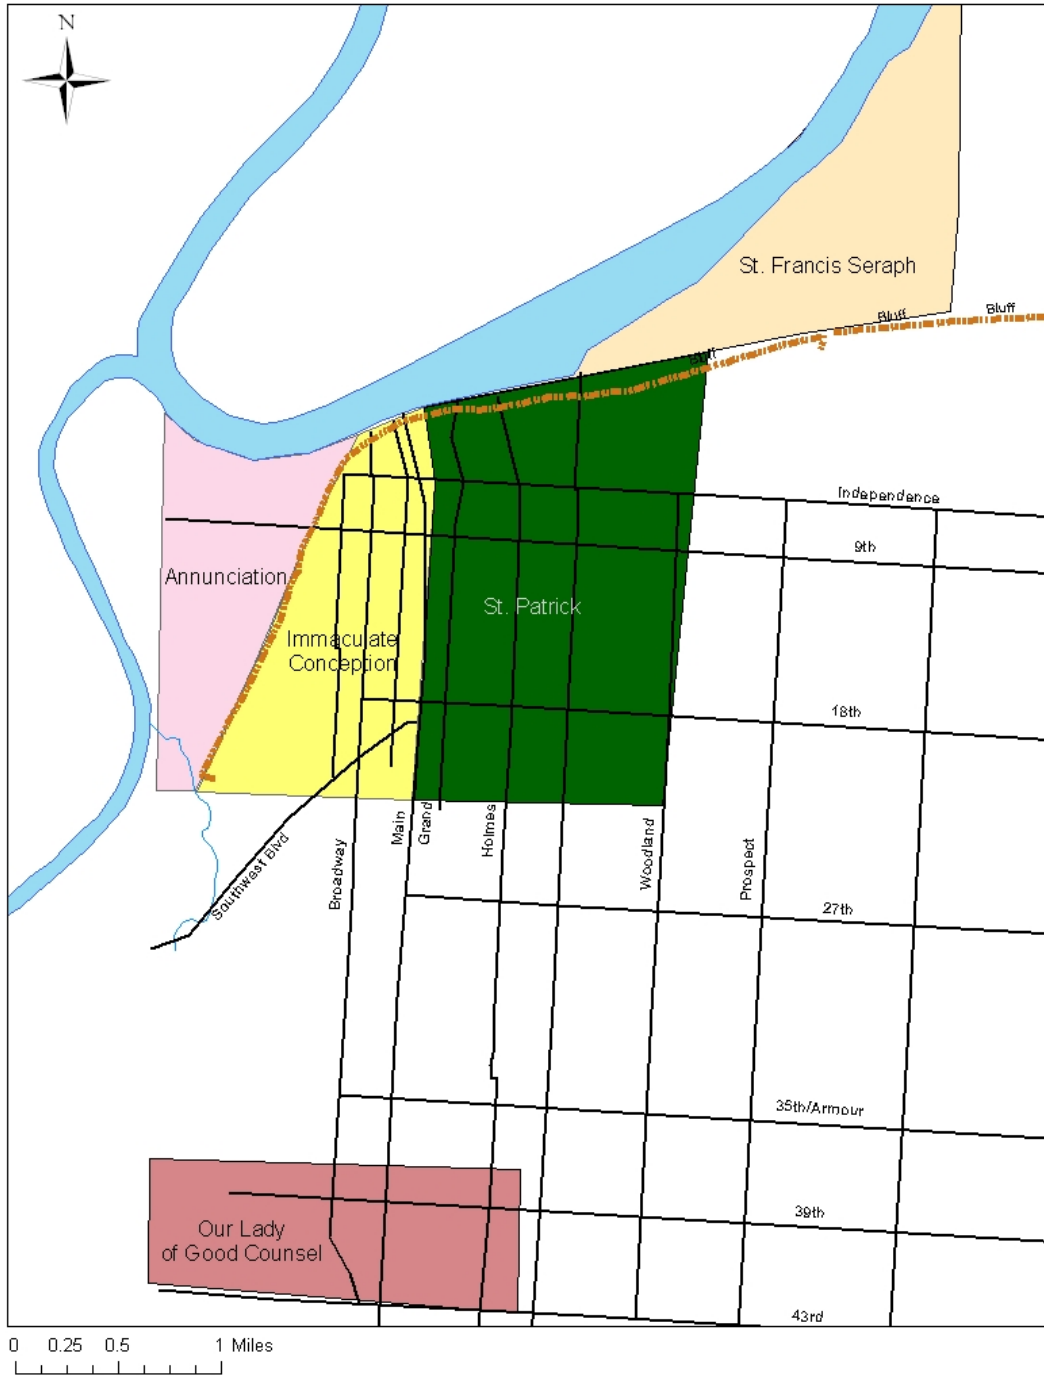 N
St. Francis Seraph
Bluff
Bluff
Bluff
Independence
9th
Annunciation
St. Patrick
Immaculate
Conception
18th
Main
Grand
Holmes
Woodland
Prospect
Broadway
Southwest Blvd
27th
35th/Armour
39th
Our Lady
of Good Counsel
43rd
0 0.25 0.5 1 Miles